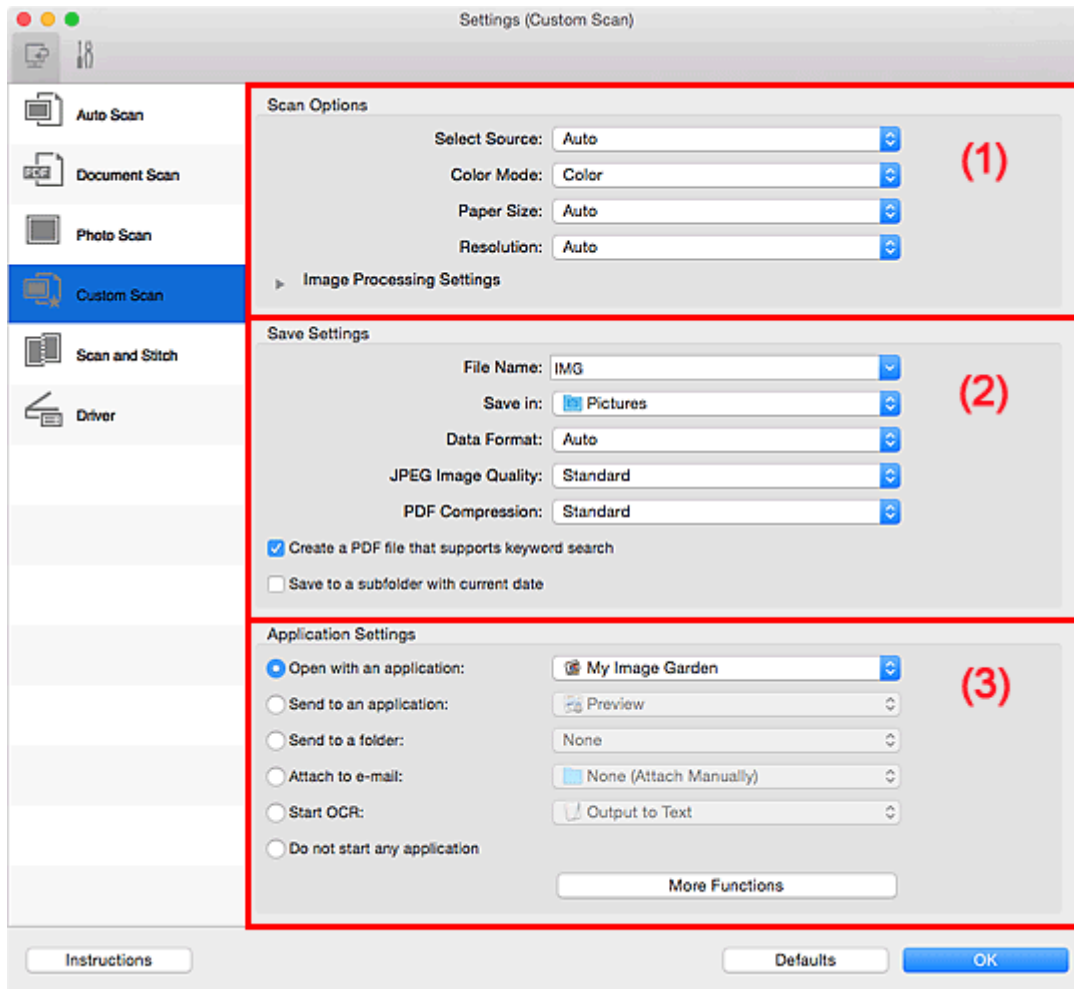 Settings (Custom Scan)
Auto Scan
Document Scan
Photo Scan
Custom Scan
Scan and Stitch
Driver
Scan Options
(1)
Select Source: Auto
Color Mode: Color
Paper Size: Auto
Resolution: Auto
Image Processing Settings
Save Settings
(2)
File Name: IMG
Save in: Pictures
Data Format: Auto
JPEG Image Quality: Standard
PDF Compression: Standard
Create a PDF file that supports keyword search
Save to a subfolder with current date
Application Settings
(3)
Open with an application: My Image Garden
Send to an application: Preview
Send to a folder: None
Attach to e-mail: None (Attach Manually)
Start OCR: Output to Text
Do not start any application
More Functions
Instructions Defaults OK